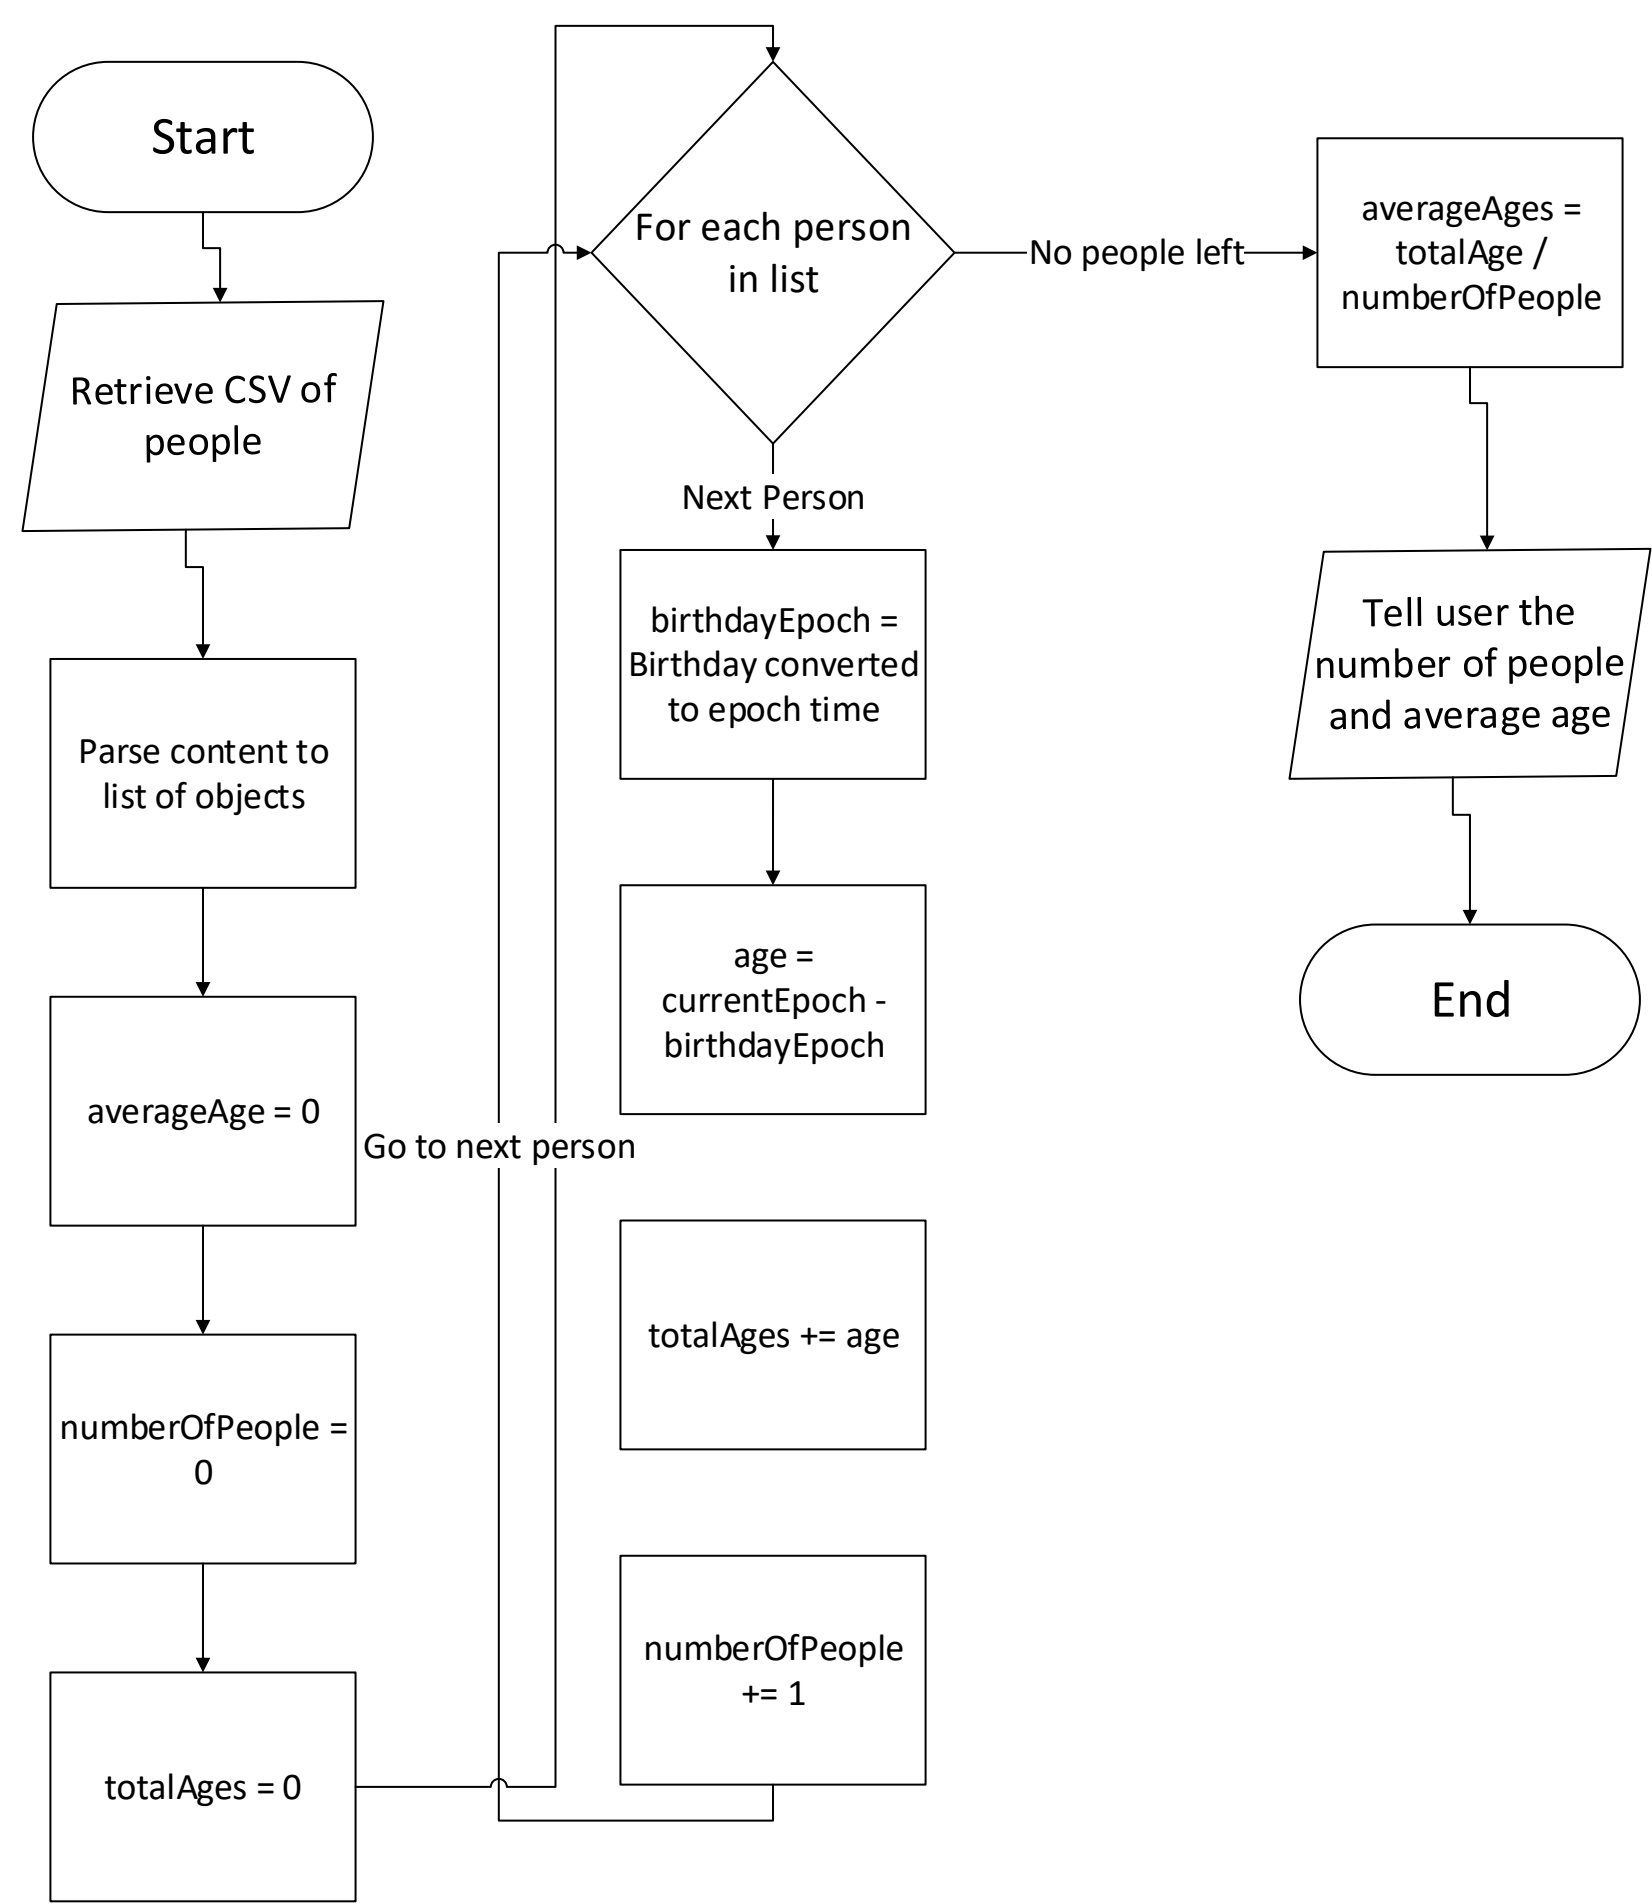 Start
Retrieve CSV of
people
Parse content to
list of objects
averageAge = 0
numberOfPeople =
0
totalAges = 0
For each person
in list
Next Person
birthdayEpoch =
Birthday converted
to epoch time
age =
currentEpoch -
birthdayEpoch
Go to next person
totalAges += age
numberOfPeople
+= 1
No people left
averageAges =
totalAge /
numberOfPeople
Tell user the
number of people
and average age
End